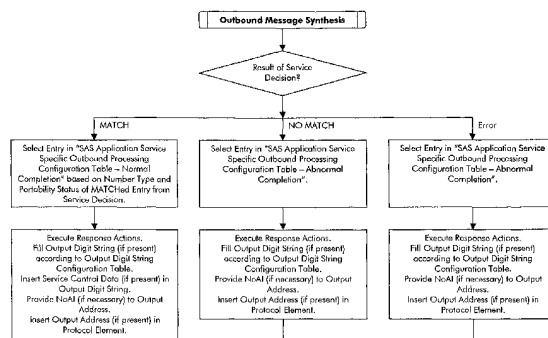 Outbound Message Synthesis
Result of Service
Decision?
MATCH
NO MATCH
Error
Select Entry in "SAS Application Service
Specific Outbound Processing
Configuration Table – Normal
Completion" based on Number Type and
Portability Status of MATCHed Entry from
Service Decision.
Select Entry in "SAS Application Service
Specific Outbound Processing
Configuration Table – Abnormal
Completion".
Select Entry in "SAS Application Service
Specific Outbound Processing
Configuration Table – Abnormal
Completion".
Execute Response Actions.
Fill Output Digit String (if present)
according to Output Digit String
Configuration Table.
Insert Service Control Data (if present) in
Output Digit String.
Provide NoAI (if necessary) to Output
Address.
Insert Output Address (if present) in
Protocol Element.
Execute Response Actions.
Fill Output Digit String (if present)
according to Output Digit String
Configuration Table.
Provide NoAI (if necessary) to Output
Address.
Insert Output Address (if present) in
Protocol Element.
Execute Response Actions.
Fill Output Digit String (if present)
according to Output Digit String
Configuration Table.
Provide NoAI (if necessary) to Output
Address.
Insert Output Address (if present) in
Protocol Element.